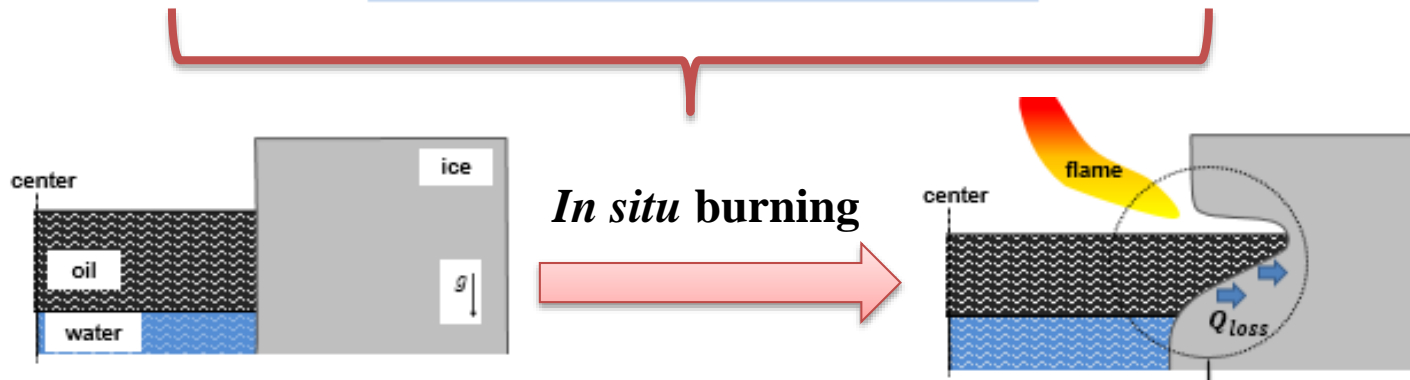 center
ice
oil
g
water
In situ burning
flame
center
Q_loss